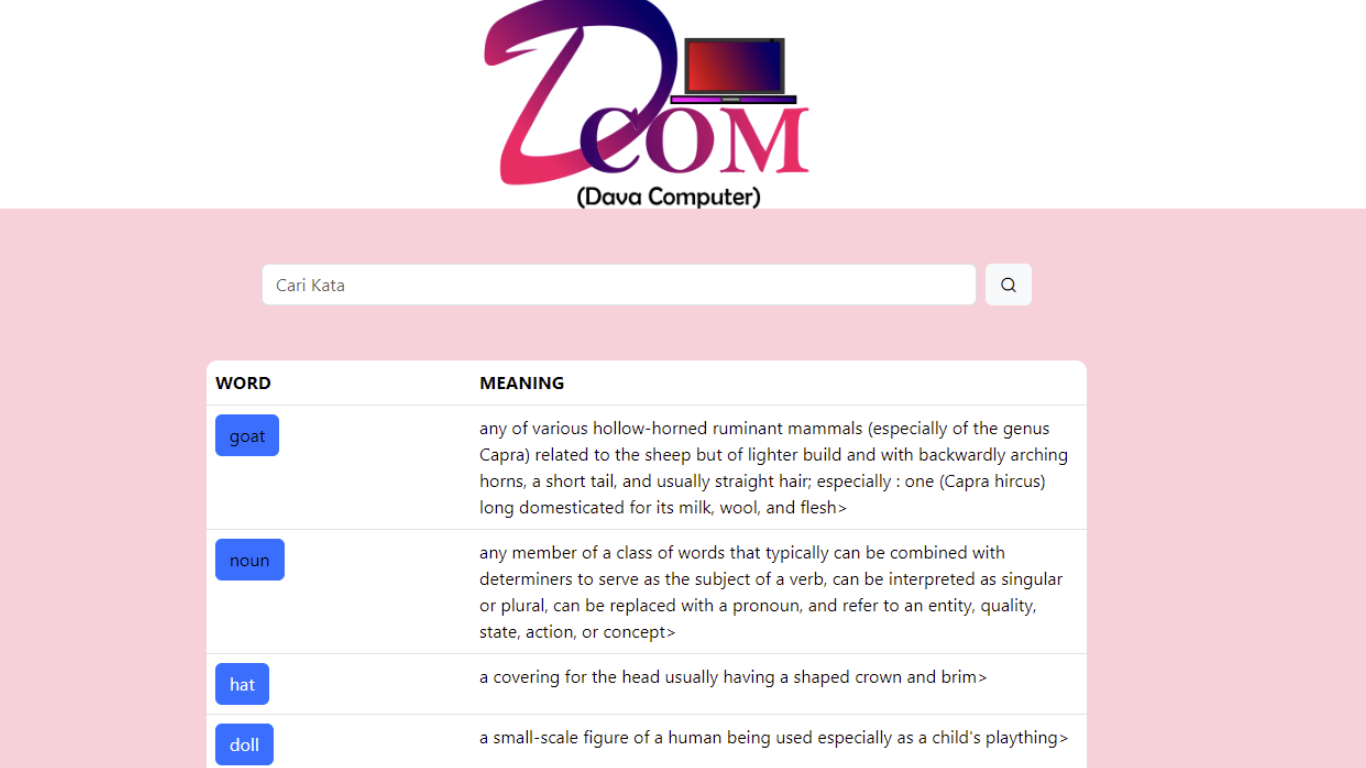 DCOM
(Dava Computer)
Cari Kata
WORD MEANING
goat
any of various hollow-horned ruminant mammals (especially of the genus
Capra) related to the sheep but of lighter build and with backwardly arching
horns, a short tail, and usually straight hair; especially : one (Capra hircus)
long domesticated for its milk, wool, and flesh>
noun
any member of a class of words that typically can be combined with
determiners to serve as the subject of a verb, can be interpreted as singular
or plural, can be replaced with a pronoun, and refer to an entity, quality,
state, action, or concept>
hat
a covering for the head usually having a shaped crown and brim>
doll
a small-scale figure of a human being used especially as a child's plaything>